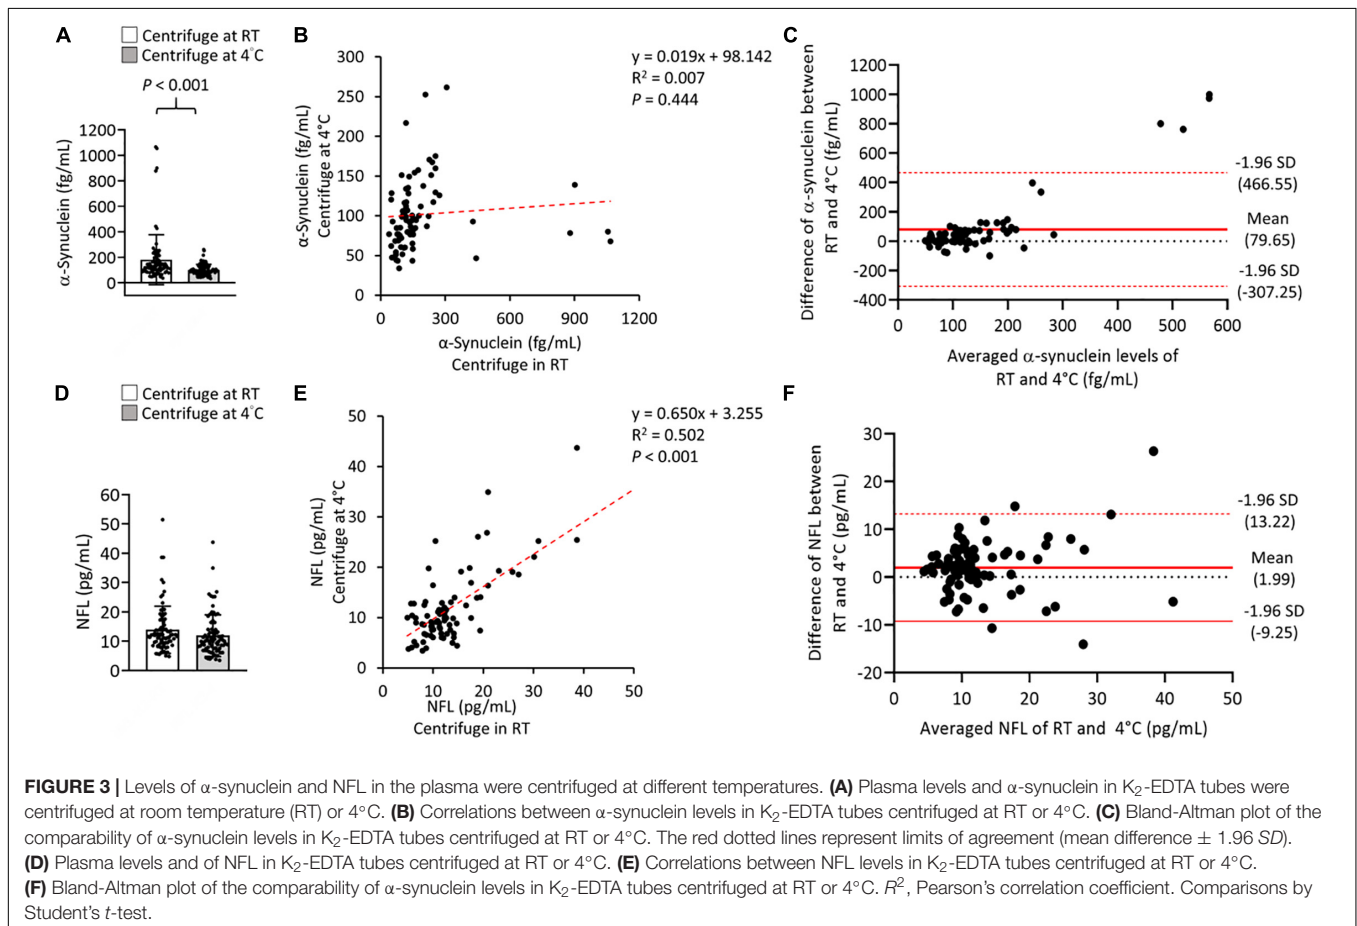 A
Centrifuge at RT
Centrifuge at 4°C
P < 0.001
α-Synuclein (fg/mL)
1200
1000
800
600
400
200
0
B
y = 0.019x + 98.142
R² = 0.007
P = 0.444
α-Synuclein (fg/mL)
Centrifuge at 4°C
300
250
200
150
100
50
0
0 300 600 900 1200
α-Synuclein (fg/mL)
Centrifuge in RT
C
Difference of α-synuclein between
RT and 4°C (fg/mL)
1200
1000
800
600
400
200
0
-200
-400
-1.96 SD
(466.55)
Mean
(79.65)
-1.96 SD
(-307.25)
0 100 200 300 400 500 600
Averaged α-synuclein levels of
RT and 4°C (fg/mL)
D
Centrifuge at RT
Centrifuge at 4°C
NFL (pg/mL)
60
50
40
30
20
10
0
E
y = 0.650x + 3.255
R² = 0.502
P < 0.001
NFL (pg/mL)
Centrifuge at 4°C
50
40
30
20
10
0
0 10 20 30 40 50
NFL (pg/mL)
Centrifuge in RT
F
Difference of NFL between
RT and 4°C (pg/mL)
30
20
10
0
-10
-20
-1.96 SD
(13.22)
Mean
(1.99)
-1.96 SD
(-9.25)
0 10 20 30 40 50
Averaged NFL of RT and 4°C (pg/mL)
FIGURE 3 | Levels of α-synuclein and NFL in the plasma were centrifuged at different temperatures. (A) Plasma levels and α-synuclein in K₂-EDTA tubes were
centrifuged at room temperature (RT) or 4°C. (B) Correlations between α-synuclein levels in K₂-EDTA tubes centrifuged at RT or 4°C. (C) Bland-Altman plot of the
comparability of α-synuclein levels in K₂-EDTA tubes centrifuged at RT or 4°C. The red dotted lines represent limits of agreement (mean difference ± 1.96 SD).
(D) Plasma levels and of NFL in K₂-EDTA tubes centrifuged at RT or 4°C. (E) Correlations between NFL levels in K₂-EDTA tubes centrifuged at RT or 4°C.
(F) Bland-Altman plot of the comparability of α-synuclein levels in K₂-EDTA tubes centrifuged at RT or 4°C. R², Pearson's correlation coefficient. Comparisons by
Student's t-test.